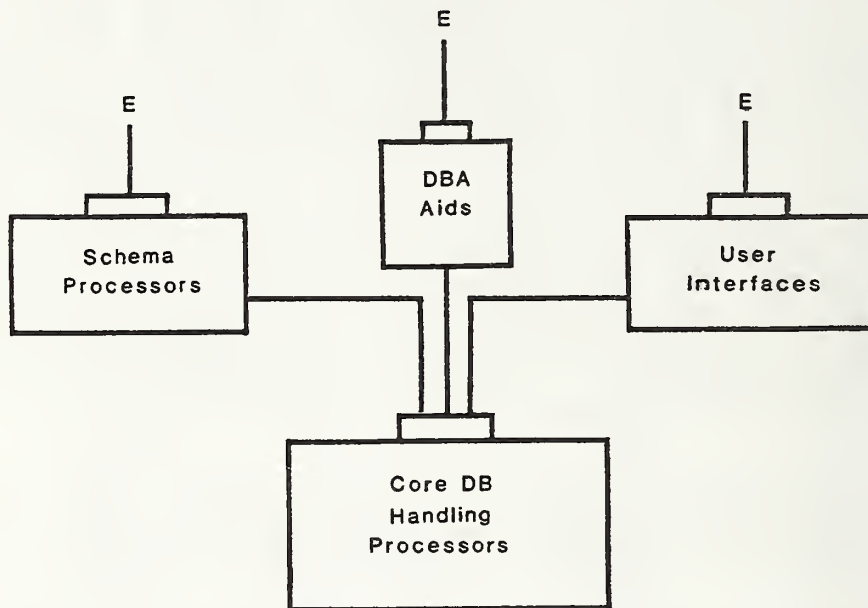 E
E
E
DBA
Aids
Schema
Processors
User
Interfaces
Core DB
Handling
Processors